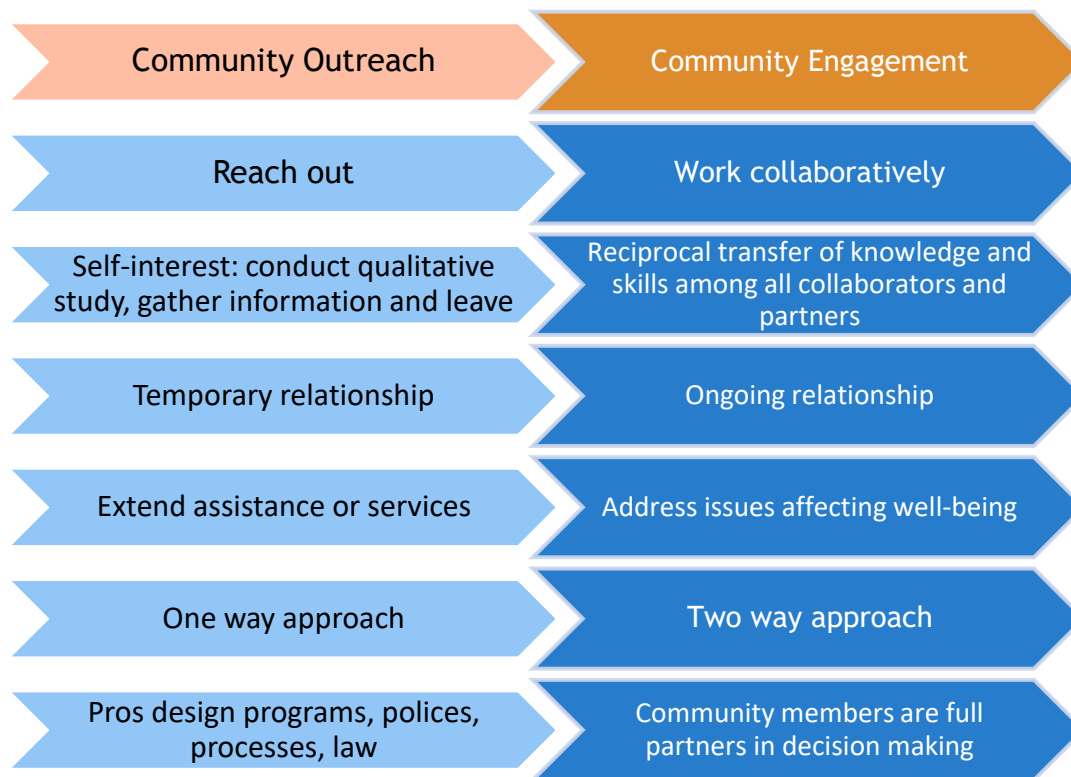 Community Outreach
Community Engagement
Reach out
Work collaboratively
Self-interest: conduct qualitative
study, gather information and leave
Reciprocal transfer of knowledge and
skills among all collaborators and
partners
Temporary relationship
Ongoing relationship
Extend assistance or services
Address issues affecting well-being
One way approach
Two way approach
Pros design programs, polices,
processes, law
Community members are full
partners in decision making